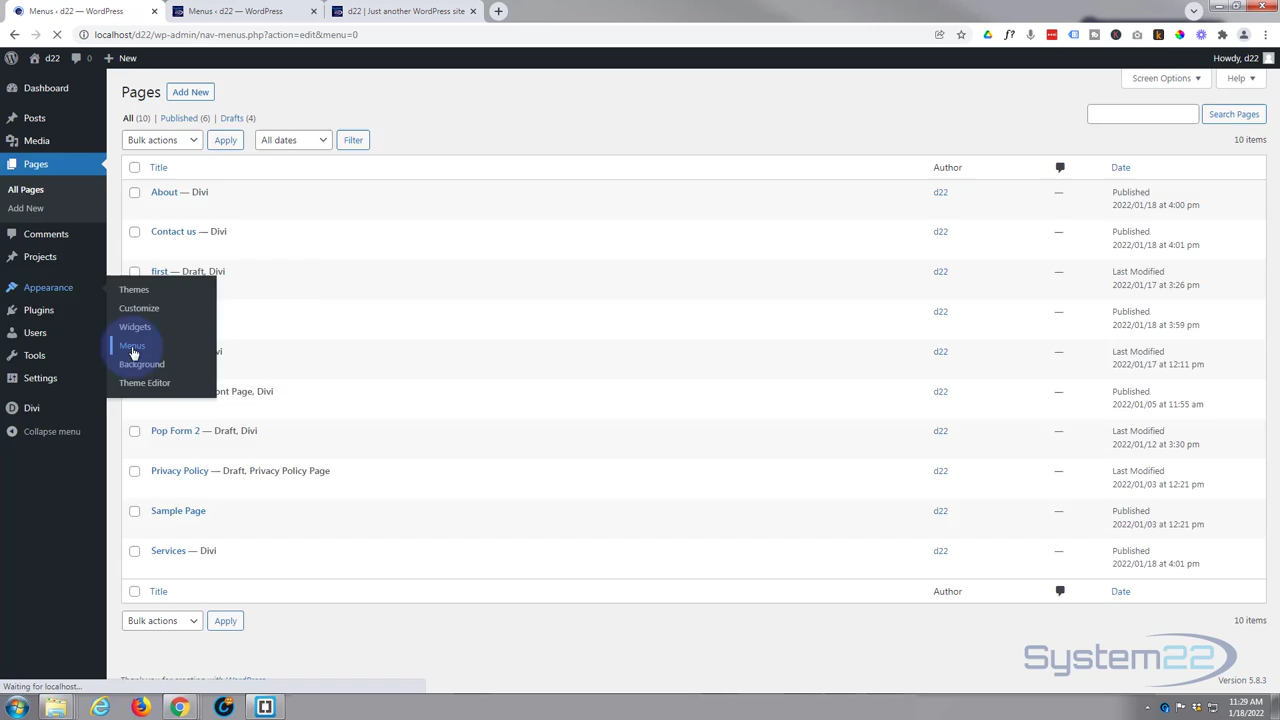 Menus ‹ d22 — WordPress
Menus ‹ d22 — WordPress
d22 | Just another WordPress site
localhost/d22/wp-admin/nav-menus.php?action=edit&menu=0
d22
0
New
Howdy, d22
Dashboard
Posts
Media
Pages
All Pages
Add New
Comments
Projects
Appearance
Plugins
Users
Tools
Settings
Divi
Collapse menu
Themes
Customize
Widgets
Menus
Background
Theme Editor
Pages
Add New
Screen Options
Help
All (10) | Published (6) | Drafts (4)
Search Pages
Bulk actions
Apply
All dates
Filter
10 items
Title
Author
Date
About — Divi
d22
—
Published
2022/01/18 at 4:00 pm
Contact us — Divi
d22
—
Published
2022/01/18 at 4:01 pm
first — Draft, Divi
d22
—
Last Modified
2022/01/17 at 3:26 pm
d22
—
Published
2022/01/18 at 3:59 pm
d22
—
Last Modified
2022/01/17 at 12:11 pm
ont Page, Divi
d22
—
Published
2022/01/05 at 11:55 am
Pop Form 2 — Draft, Divi
d22
—
Last Modified
2022/01/12 at 3:30 pm
Privacy Policy — Draft, Privacy Policy Page
d22
—
Last Modified
2022/01/03 at 12:21 pm
Sample Page
d22
—
Published
2022/01/03 at 12:21 pm
Services — Divi
d22
—
Published
2022/01/18 at 4:01 pm
Title
Author
Date
Bulk actions
Apply
10 items
System22
Version 5.8.3
Waiting for localhost...
11:29 AM
1/18/2022